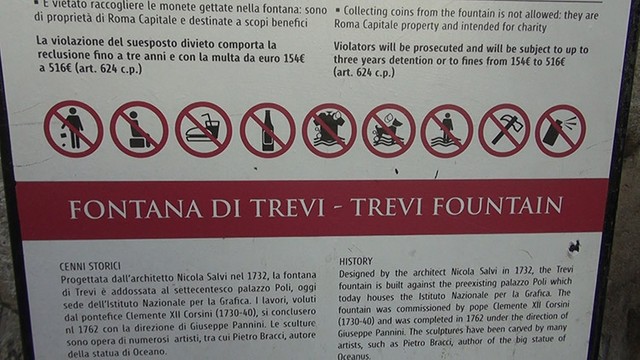 E vietato raccogliere le monete gettate nella fontana: sono
di proprietà di Roma Capitale e destinate a scopi benefici
La violazione del suesposto divieto comporta la
reclusione fino a tre anni e con la multa da euro 154€
a 516€ (art. 624 c.p.)
• Collecting coins from the fountain is not allowed: they are
Roma Capitale property and intended for charity
Violators will be prosecuted and will be subject to up to
three years detention or to fines from 154€ to 516€
(art. 624 c.p.)
FONTANA DI TREVI - TREVI FOUNTAIN
CENNI STORICI
Progettata dall'architetto Nicola Salvi nel 1732, la fontana
di Trevi è addossata al settecentesco palazzo Poli, oggi
sede dell'Istituto Nazionale per la Grafica. I lavori, voluti
dal pontefice Clemente XII Corsini (1730-40), si conclusero
nl 1762 con la direzione di Giuseppe Pannini. Le sculture
sono opera di numerosi artisti, tra cui Pietro Bracci, autore
della statua di Oceano.
HISTORY
Designed by the architect Nicola Salvi in 1732, the Trevi
fountain is built against the preexisting palazzo Poli which
today houses the Istituto Nazionale per la Grafica. The
fountain was commissioned by pope Clemente XII Corsini
(1730-40) and was completed in 1762 under the direction of
Giuseppe Pannini. The sculptures have been carved by many
artists, such as Pietro Bracci, author of the big statue of
Oceanus.